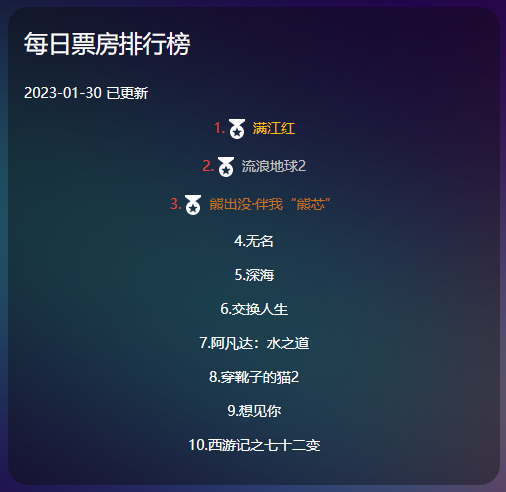 每日票房排行榜
2023-01-30 已更新
1. 满江红
2. 流浪地球2
3. 熊出没·伴我“熊芯”
4.无名
5.深海
6.交换人生
7.阿凡达：水之道
8.穿靴子的猫2
9.想见你
10.西游记之七十二变